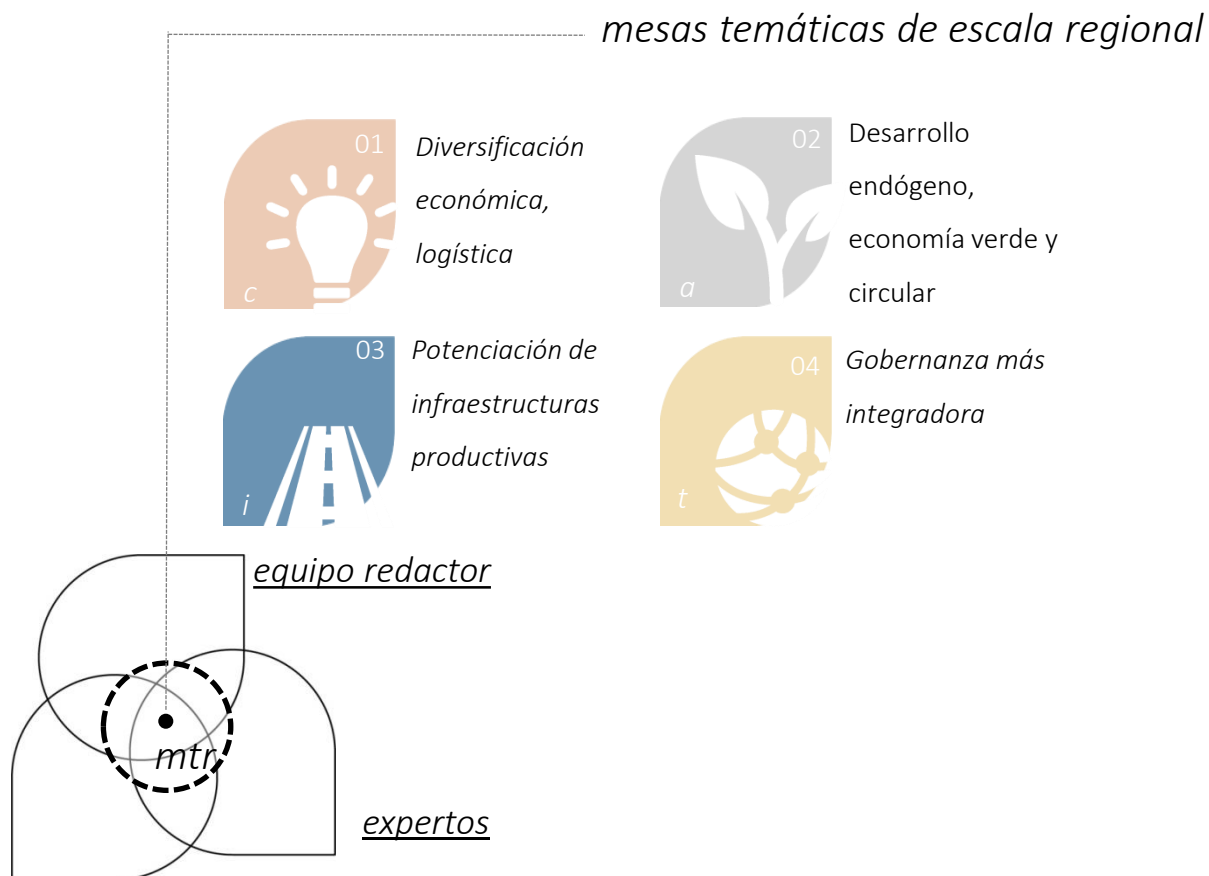 mesas temáticas de escala regional
01
Diversificación
económica,
logística
c
02
Desarrollo
endógeno,
economía verde y
circular
a
03
Potenciación de
infraestructuras
productivas
i
04
Gobernanza más
integradora
t
equipo redactor
mtr
expertos